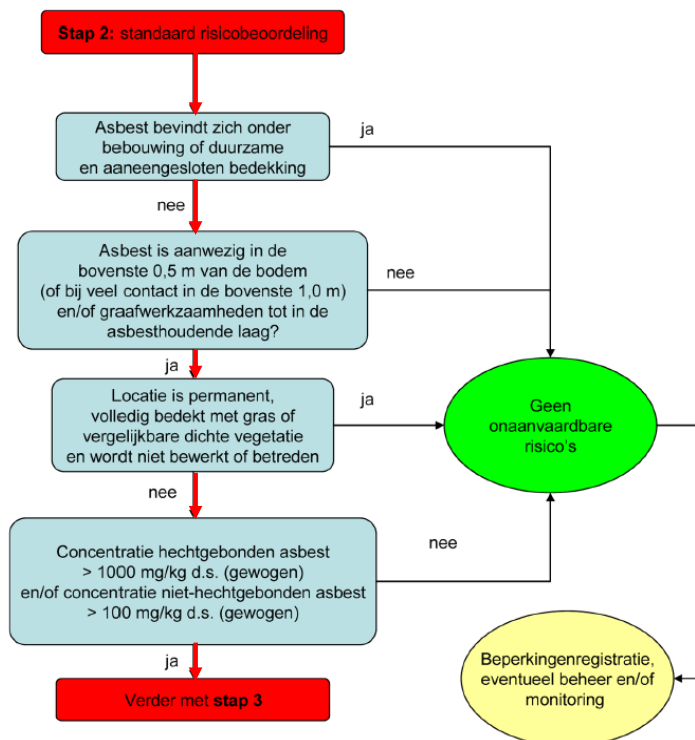 Stap 2: standaard risicobeoordeling
Asbest bevindt zich onder
bebouwing of duurzame
en aaneengesloten bedekking
ja
nee
Asbest is aanwezig in de
bovenste 0,5 m van de bodem
(of bij veel contact in de bovenste 1,0 m)
en/of graafwerkzaamheden tot in de
asbesthoudende laag?
nee
ja
Locatie is permanent,
volledig bedekt met gras of
vergelijkbare dichte vegetatie
en wordt niet bewerkt of betreden
ja
Geen
onaanvaardbare
risico's
nee
Concentratie hechtgebonden asbest
> 1000 mg/kg d.s. (gewogen)
en/of concentratie niet-hechtgebonden asbest
> 100 mg/kg d.s. (gewogen)
nee
ja
Verder met stap 3
Beperkingenregistratie,
eventueel beheer en/of
monitoring